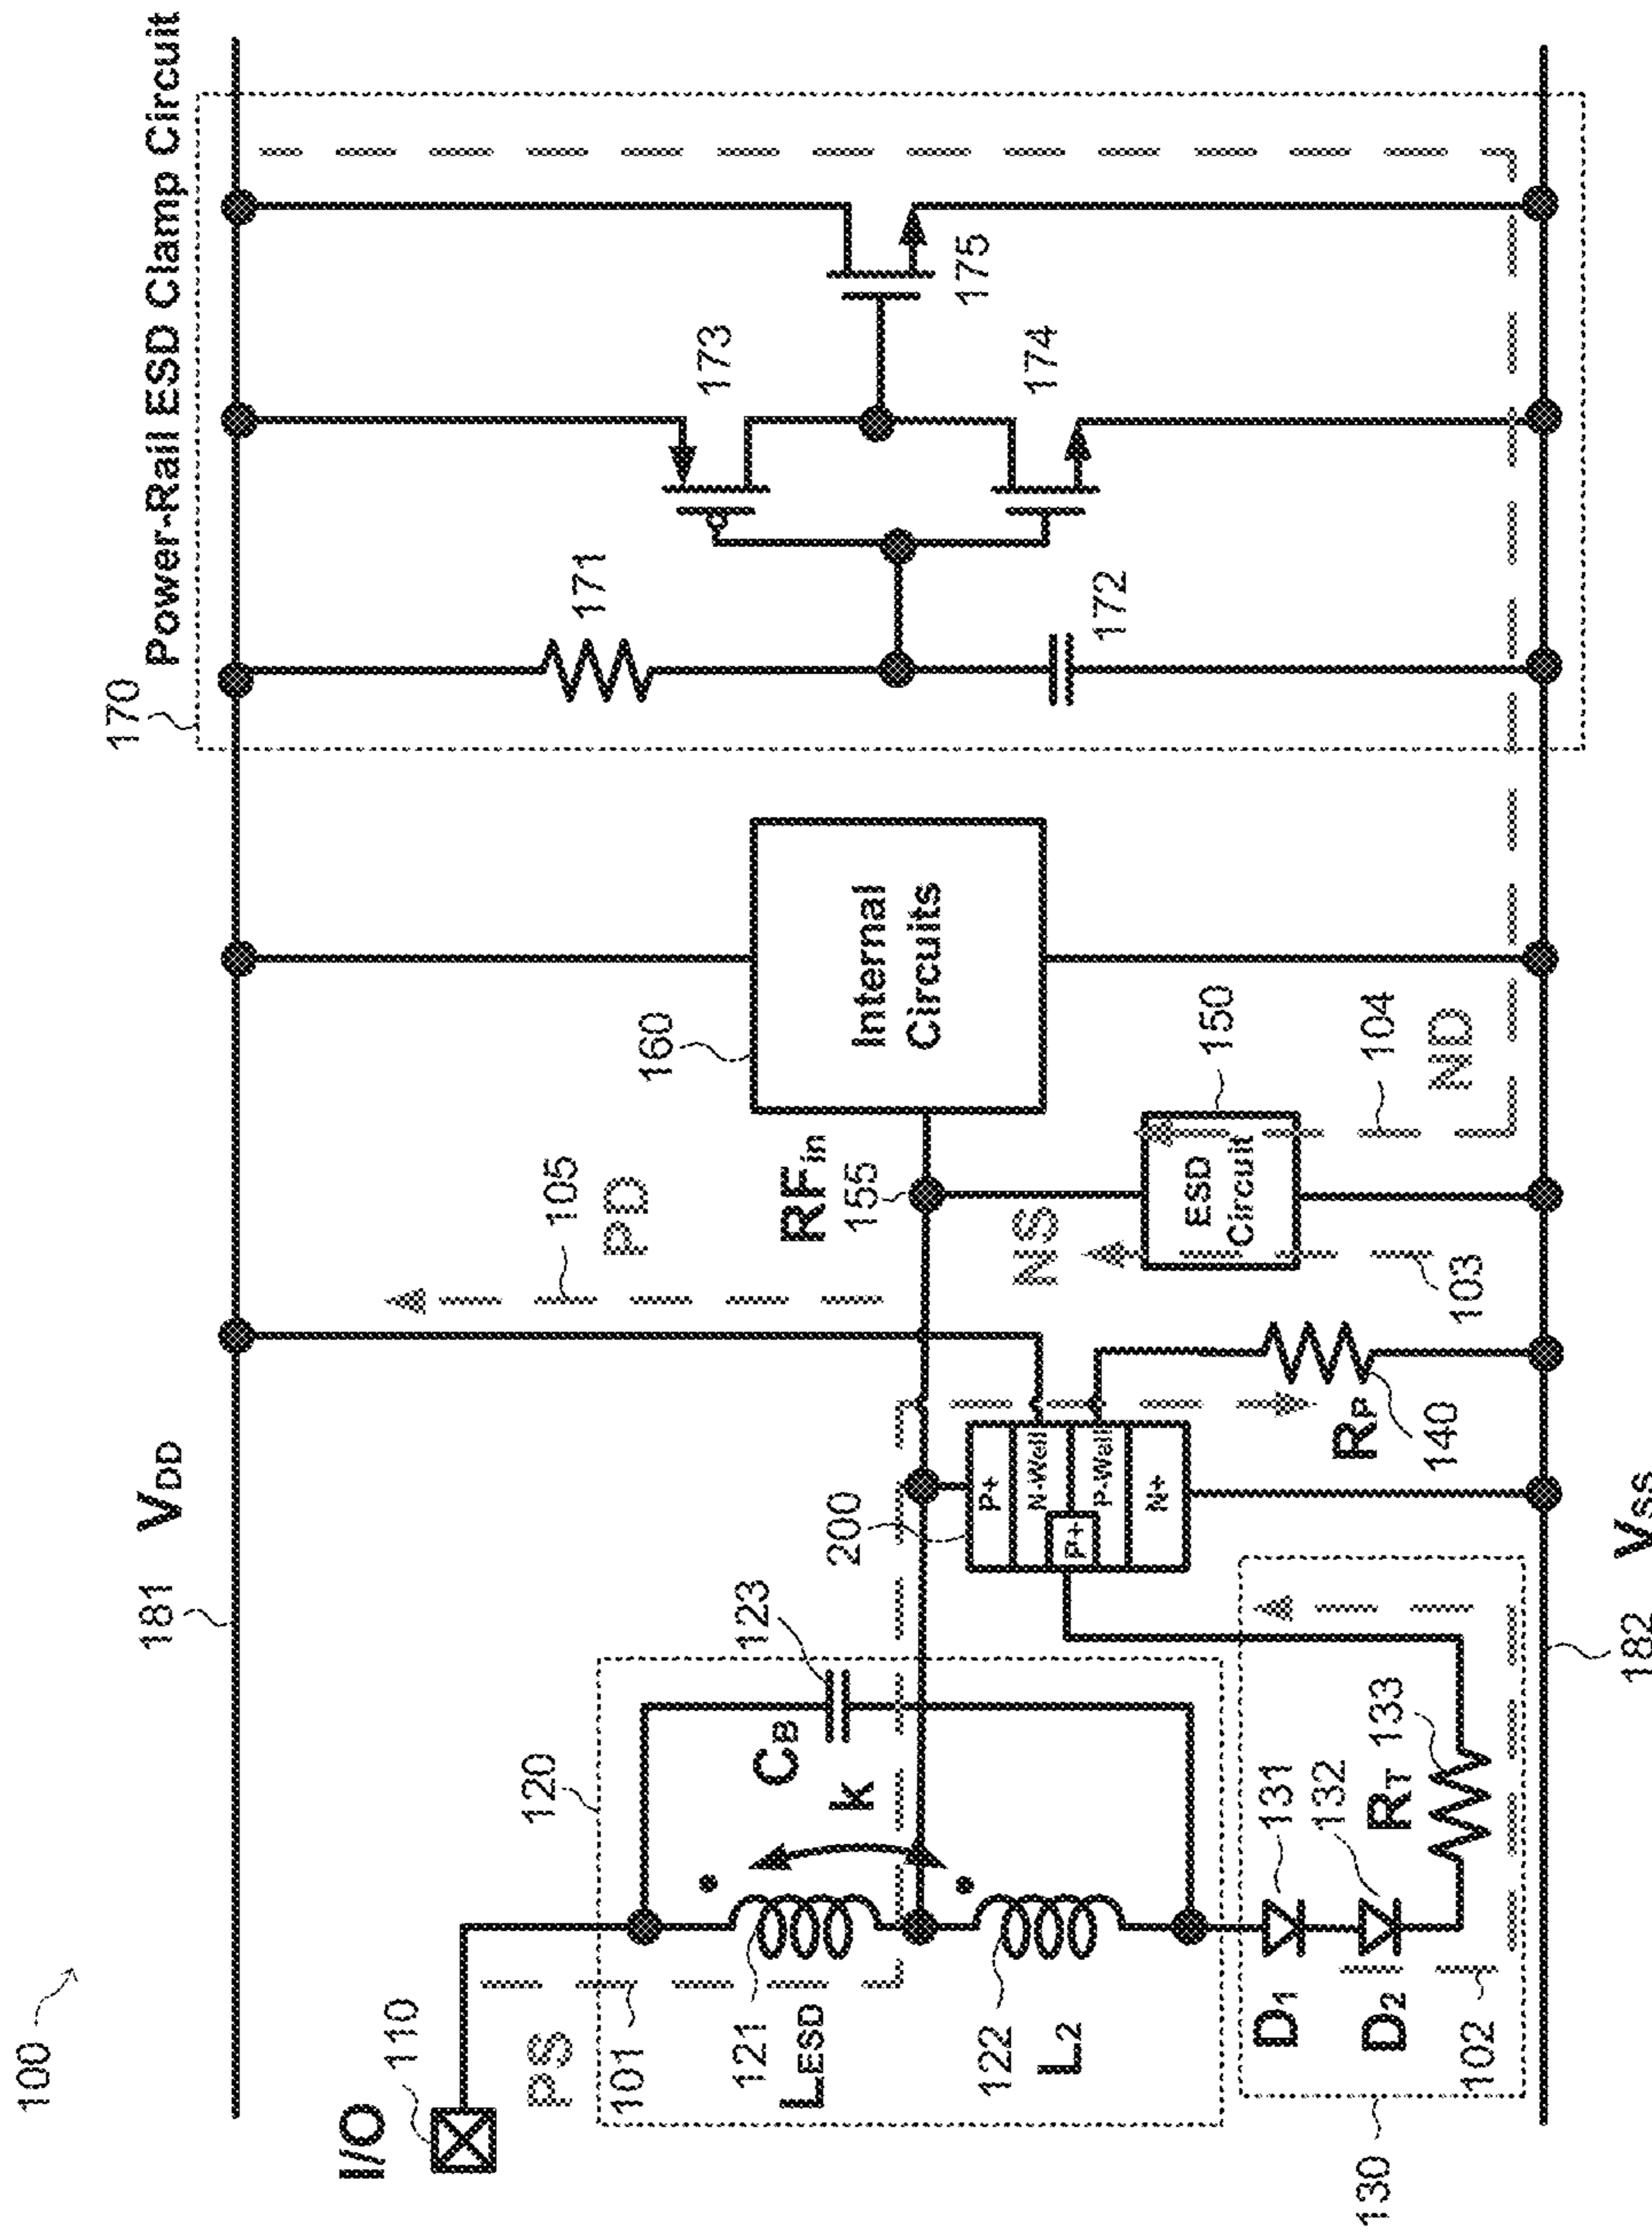 100
I/O
110
181 VDD
170
Power-Rail ESD Clamp Circuit
PS
101
120
121
LESD
122
L2
k
CB
123
105
PD
RFin
155
160
Internal
Circuits
200
P+
N-Well
P+
P-Well
N+
NS
103
RP
140
ESD
Circuit
150
104
ND
171
172
173
174
175
130
D1
131
D2
132
RT
133
102
182 VSS